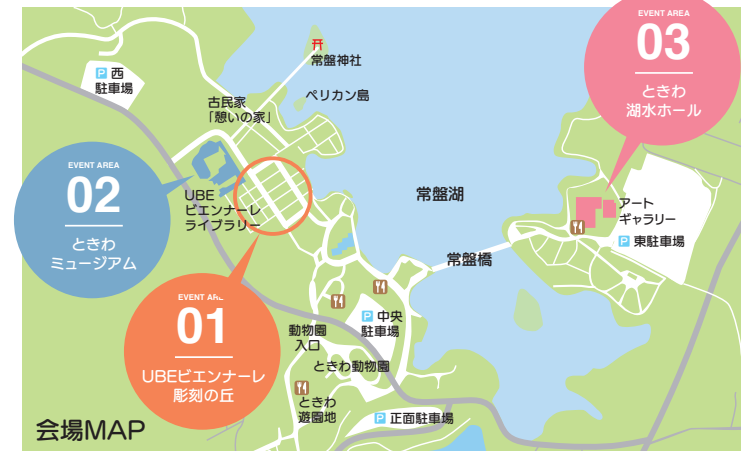 EVENT AREA
03
ときわ
湖水ホール
常盤神社
P 西
駐車場
ペリカン島
古民家
「憩いの家」
EVENT AREA
02
ときわ
ミュージアム
UBE
ビエンナーレ
ライブラリー
常盤湖
アート
ギャラリー
P 東駐車場
常盤橋
EVENT AREA
01
UBEビエンナーレ
彫刻の丘
P 中央
駐車場
動物園
入口
ときわ動物園
ときわ
遊園地
P 正面駐車場
会場MAP